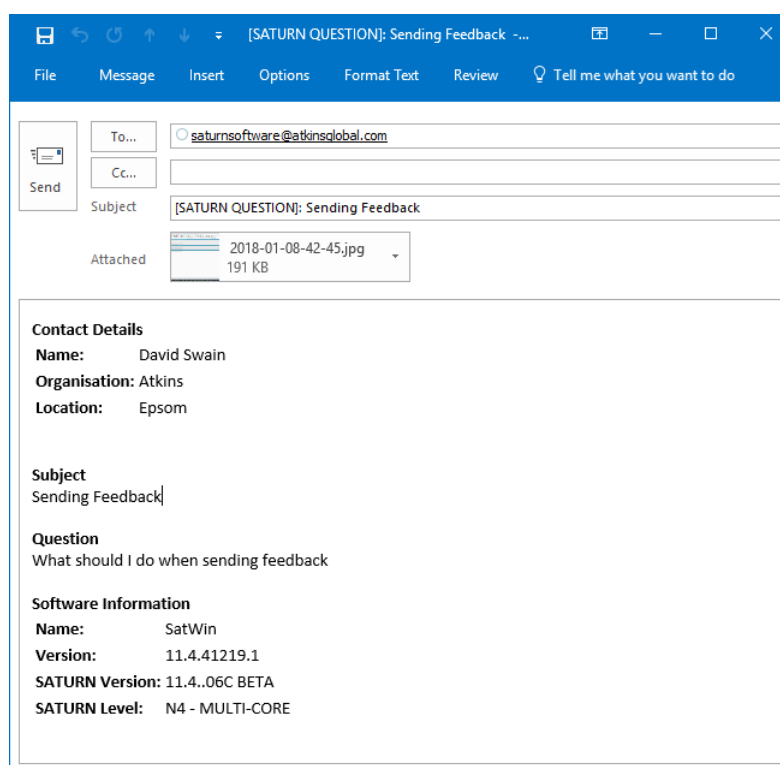 [SATURN QUESTION]: Sending Feedback -...
File Message Insert Options Format Text Review Tell me what you want to do
To... saturnsoftware@atkinsglobal.com
Cc...
Send
Subject [SATURN QUESTION]: Sending Feedback
Attached 2018-01-08-42-45.jpg
191 KB
Contact Details
Name: David Swain
Organisation: Atkins
Location: Epsom
Subject
Sending Feedback
Question
What should I do when sending feedback
Software Information
Name: SatWin
Version: 11.4.41219.1
SATURN Version: 11.4..06C BETA
SATURN Level: N4 - MULTI-CORE